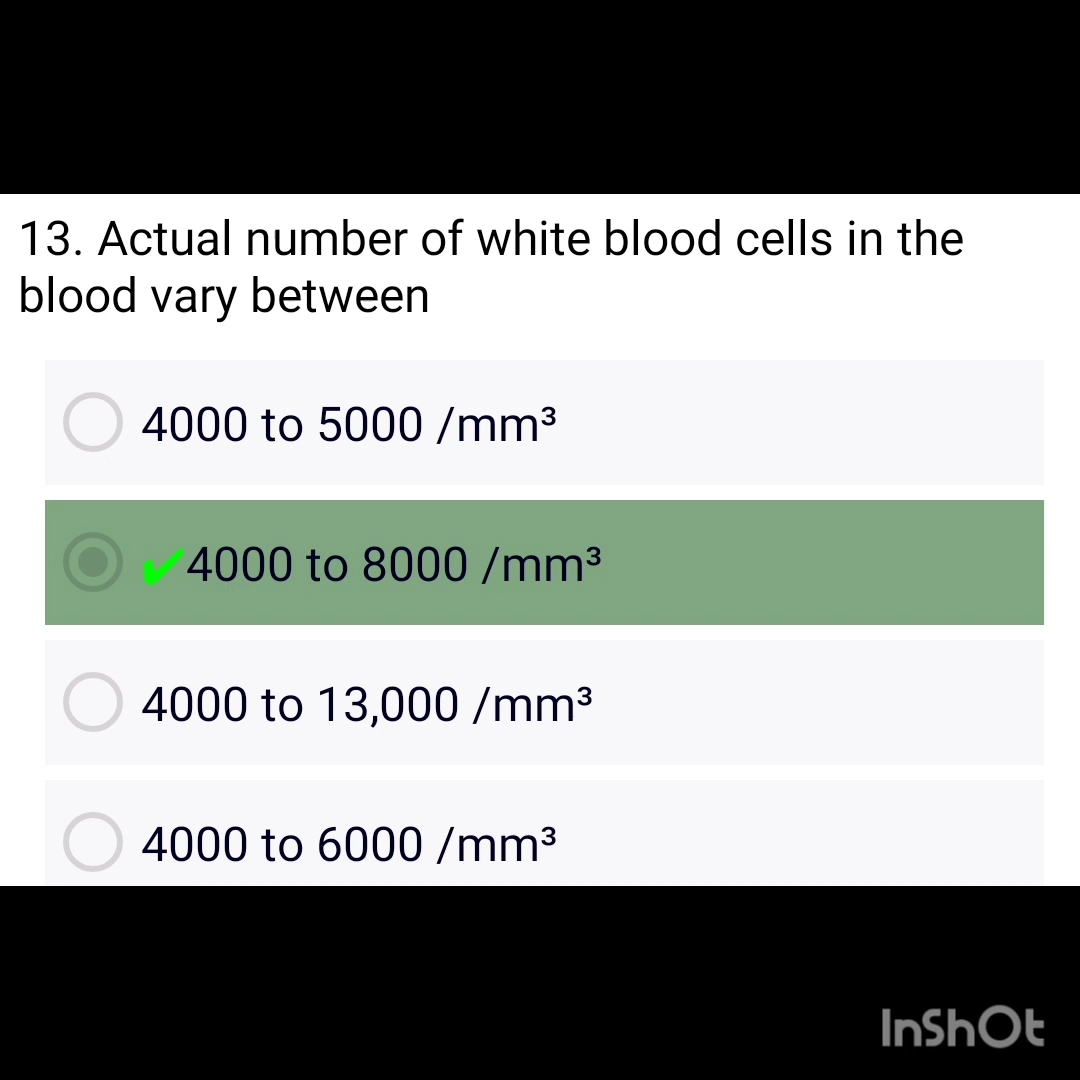 13. Actual number of white blood cells in the
blood vary between
4000 to 5000 /mm³
✔4000 to 8000 /mm³
4000 to 13,000 /mm³
4000 to 6000 /mm³
InShOt